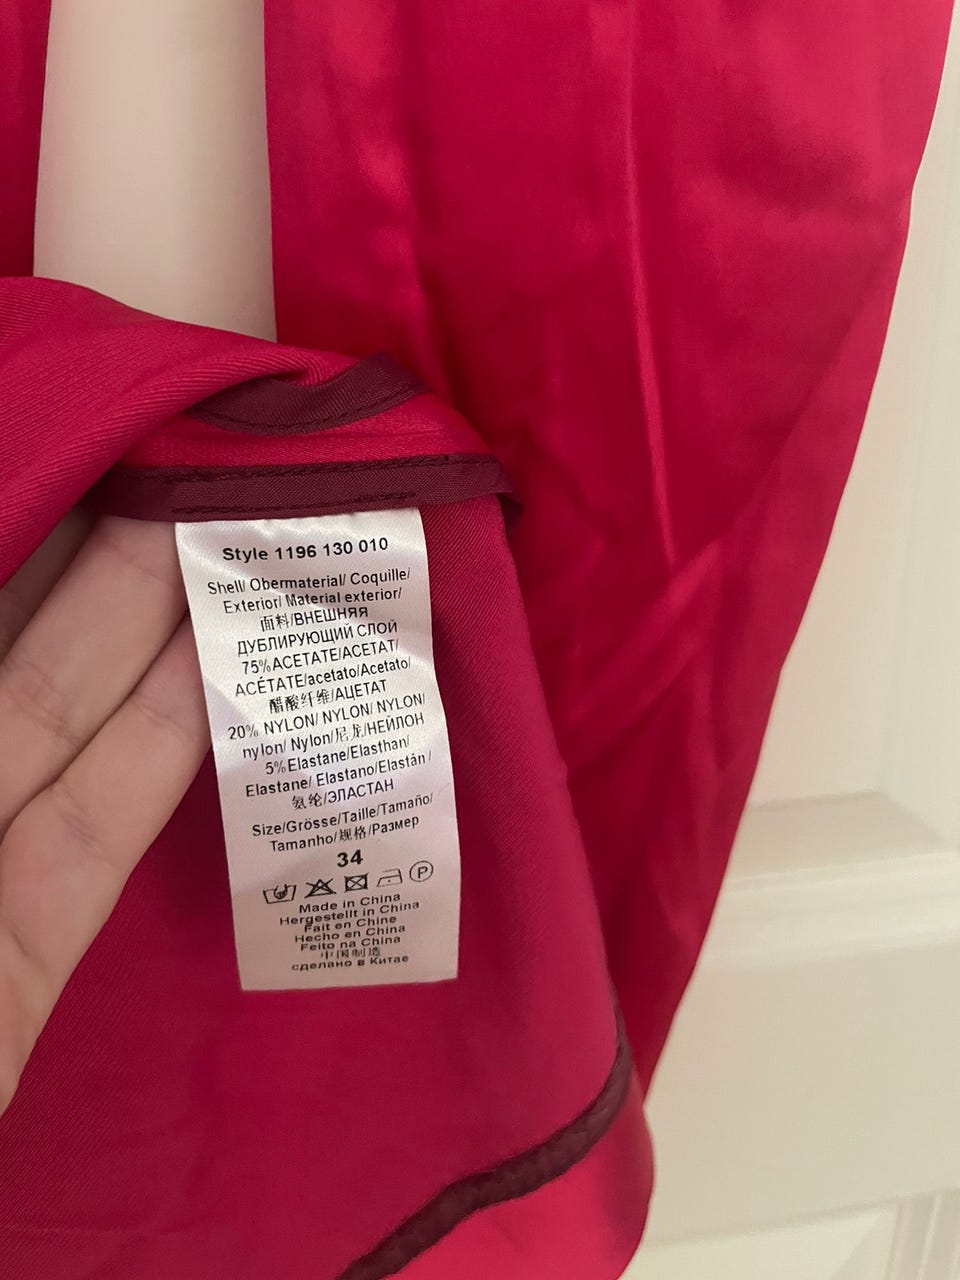 Style 1196 130 010
Shell/ Obermaterial/ Coquille/
Exterior/ Material exterior/
面料/ВНЕШНЯЯ
ДУБЛИРУЮЩИЙ СЛОЙ
75%ACETATE/ACETAT/
ACÉTATE/acetato/Acetato/
醋酸纤维/АЦЕТАТ
20% NYLON/ NYLON/ NYLON/
nylon/ Nylon/尼龙/НЕЙЛОН
5%Elastane/Elasthan/
Elastane/ Elastano/Elastán/
氨纶/ЭЛАСТАН
Size/Grösse/Taille/Tamaño/
Tamanho/规格/Размер
34
P
Made in China
Hergestellt in China
Fait en Chine
Hecho en China
Feito na China
中国制造
сделано в Китае